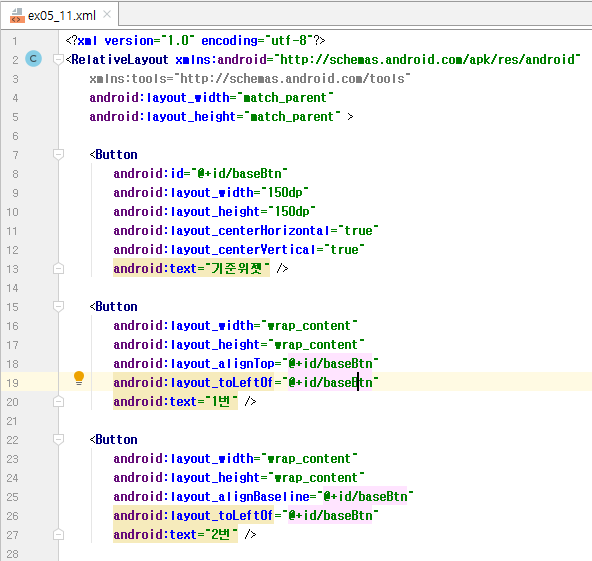 ex05_11.xml
1 <?xml version="1.0" encoding="utf-8"?>
2 <RelativeLayout xmlns:android="http://schemas.android.com/apk/res/android"
3 xmlns:tools="http://schemas.android.com/tools"
4 android:layout_width="match_parent"
5 android:layout_height="match_parent" >
6
7 <Button
8 android:id="@+id/baseBtn"
9 android:layout_width="150dp"
10 android:layout_height="150dp"
11 android:layout_centerHorizontal="true"
12 android:layout_centerVertical="true"
13 android:text="기준위젯" />
14
15 <Button
16 android:layout_width="wrap_content"
17 android:layout_height="wrap_content"
18 android:layout_alignTop="@+id/baseBtn"
19 android:layout_toLeftOf="@+id/baseBtn"
20 android:text="1번" />
21
22 <Button
23 android:layout_width="wrap_content"
24 android:layout_height="wrap_content"
25 android:layout_alignBaseline="@+id/baseBtn"
26 android:layout_toLeftOf="@+id/baseBtn"
27 android:text="2번" />
28